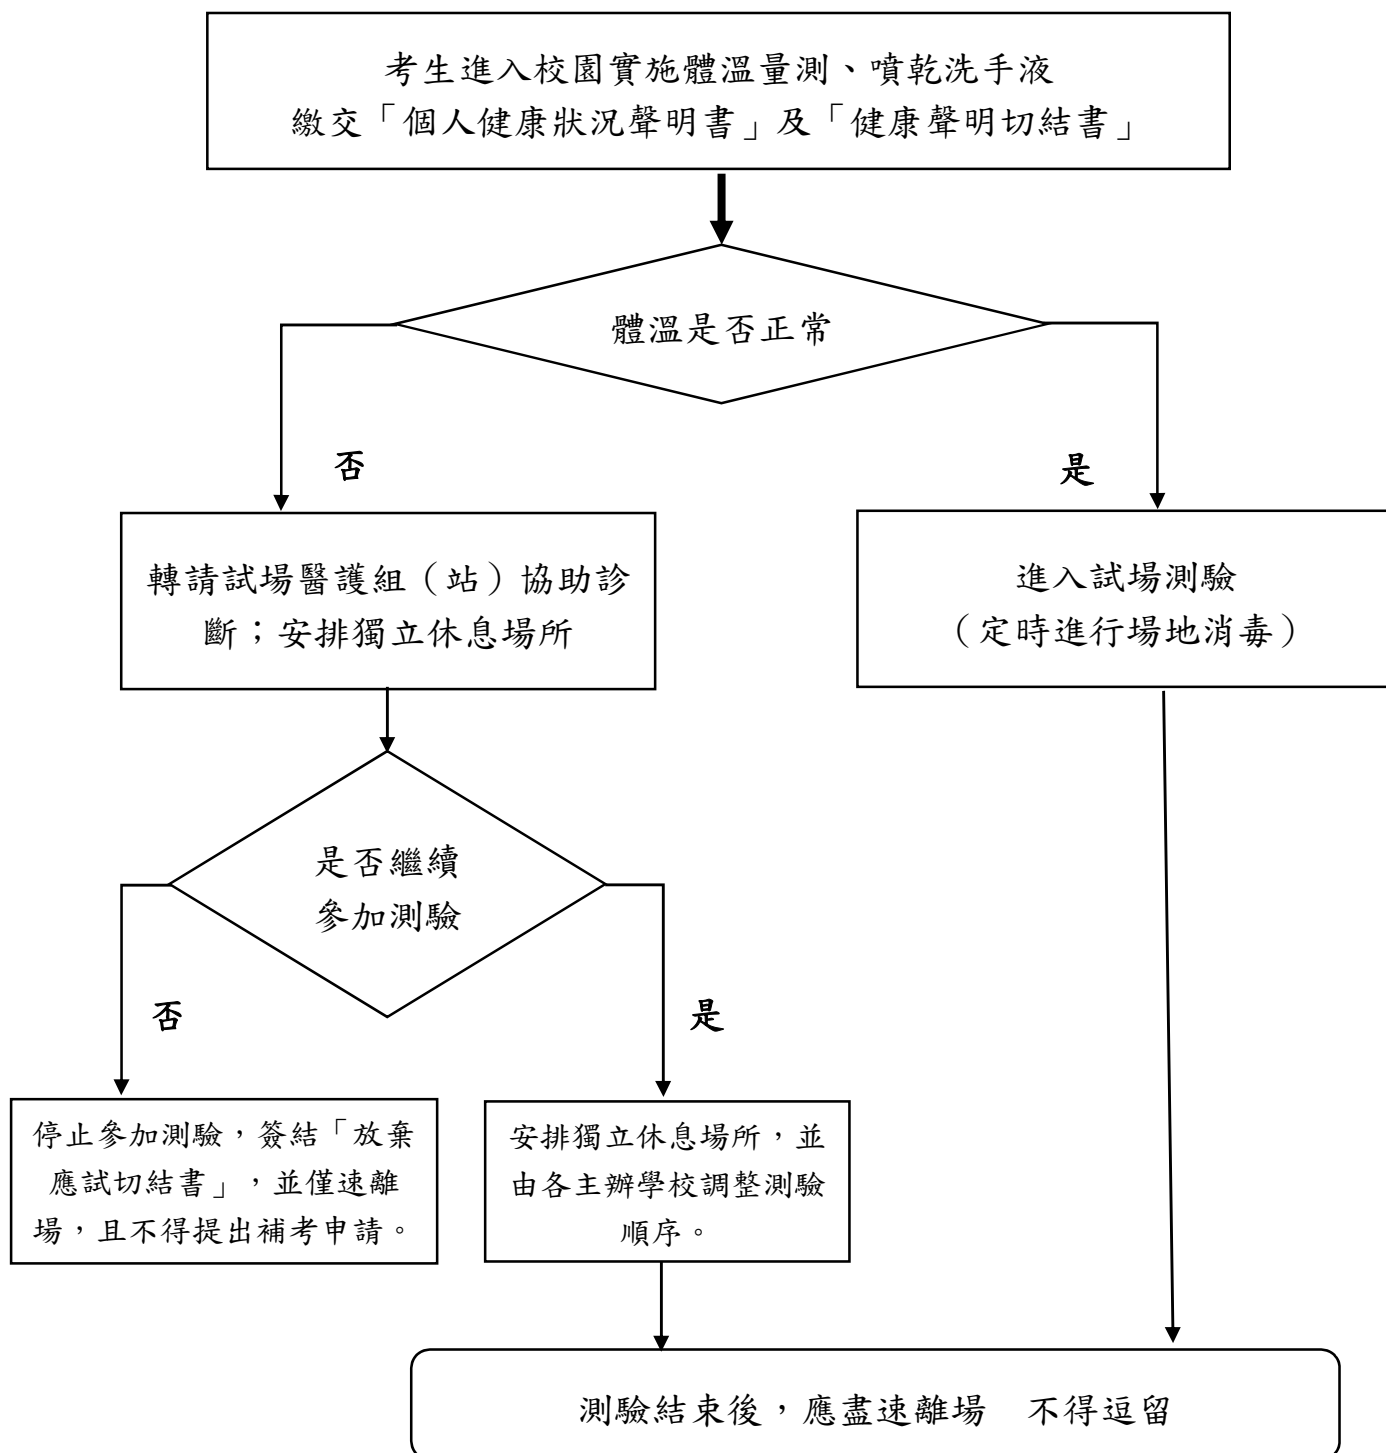 考生進入校園實施體溫量測、噴乾洗手液
繳交「個人健康狀況聲明書」及「健康聲明切結書」
體溫是否正常
否
是
轉請試場醫護組（站）協助診
斷；安排獨立休息場所
進入試場測驗
（定時進行場地消毒）
是否繼續
參加測驗
否
是
停止參加測驗，簽結「放棄
應試切結書」，並僅速離
場，且不得提出補考申請。
安排獨立休息場所，並
由各主辦學校調整測驗
順序。
測驗結束後，應盡速離場　不得逗留